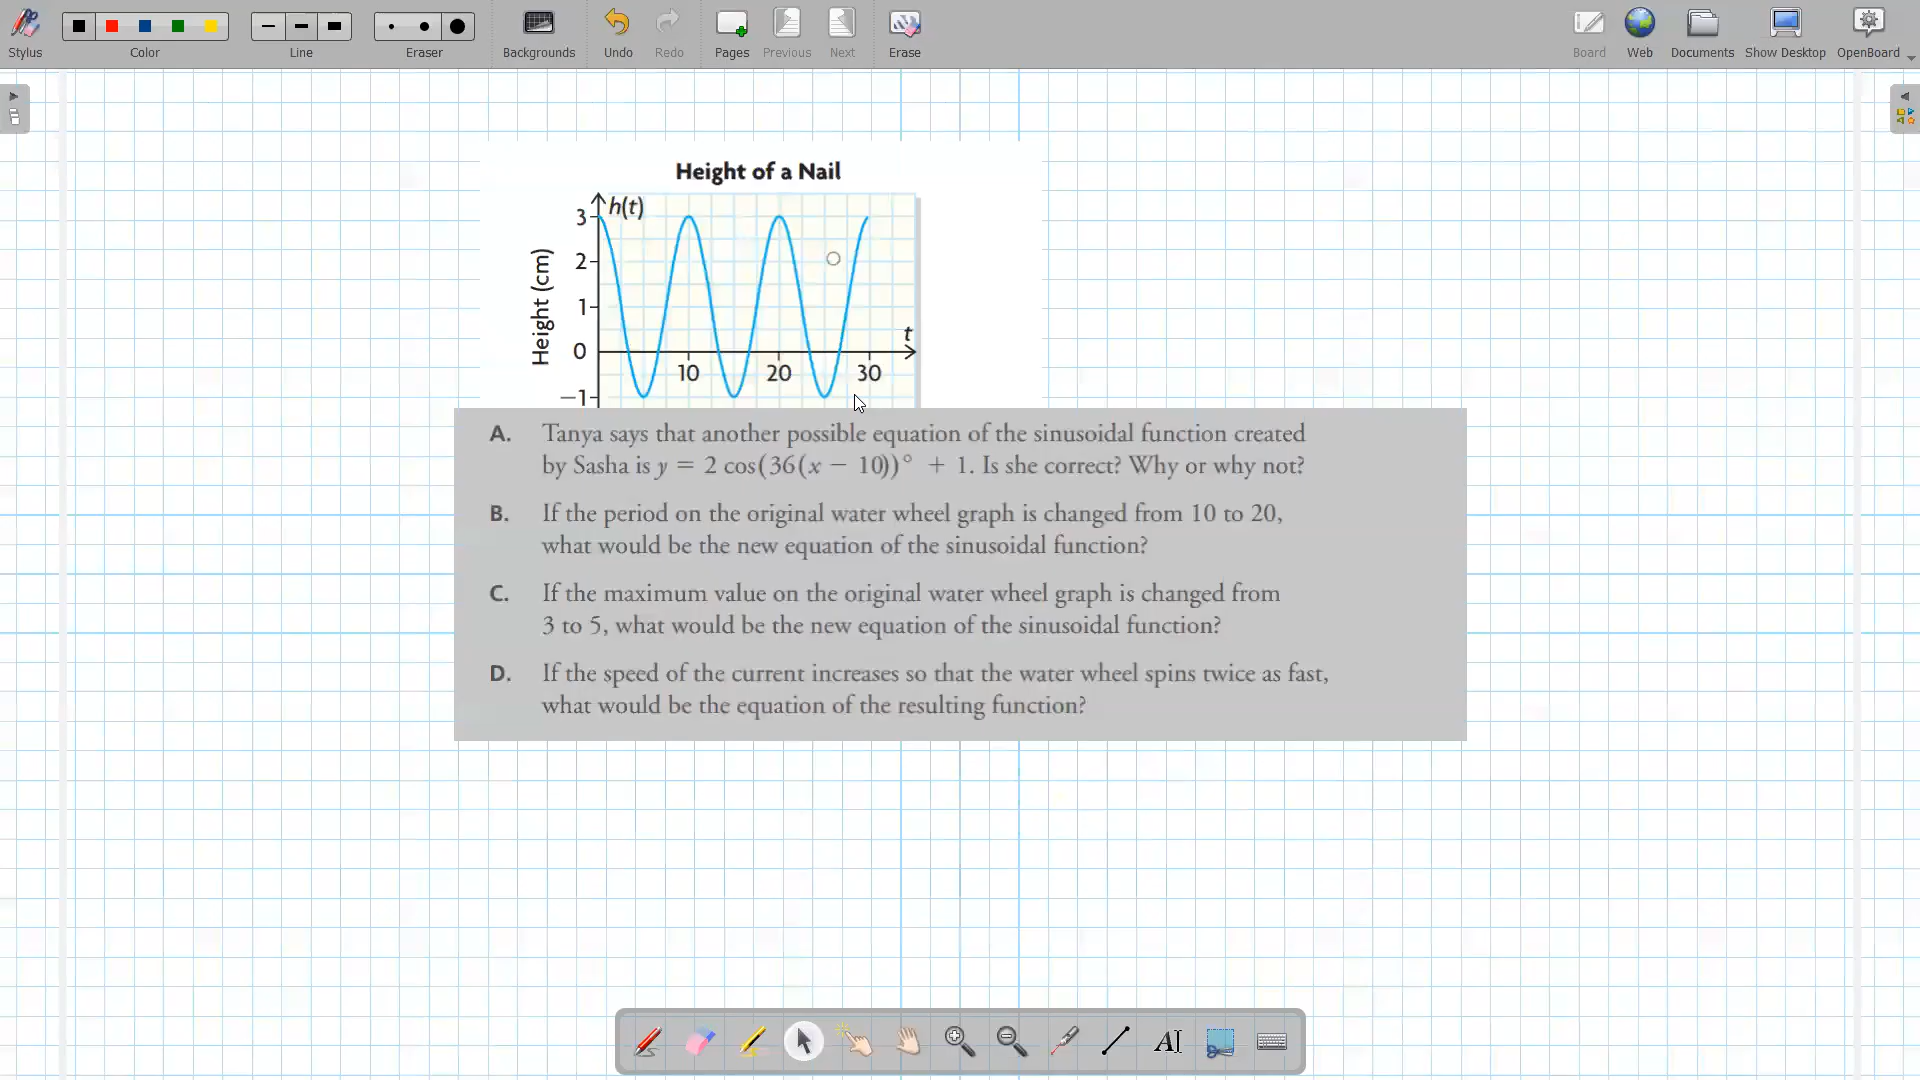 Stylus
Color
Line
Eraser
Backgrounds
Undo
Redo
Pages
Previous
Next
Erase
Board
Web
Documents
Show Desktop
OpenBoard
Height of a Nail
h(t)
3
2
1
0
−1
Height (cm)
t
10 20 30
A. Tanya says that another possible equation of the sinusoidal function created
by Sasha is y = 2 cos(36(x − 10))° + 1. Is she correct? Why or why not?
B. If the period on the original water wheel graph is changed from 10 to 20,
what would be the new equation of the sinusoidal function?
C. If the maximum value on the original water wheel graph is changed from
3 to 5, what would be the new equation of the sinusoidal function?
D. If the speed of the current increases so that the water wheel spins twice as fast,
what would be the equation of the resulting function?